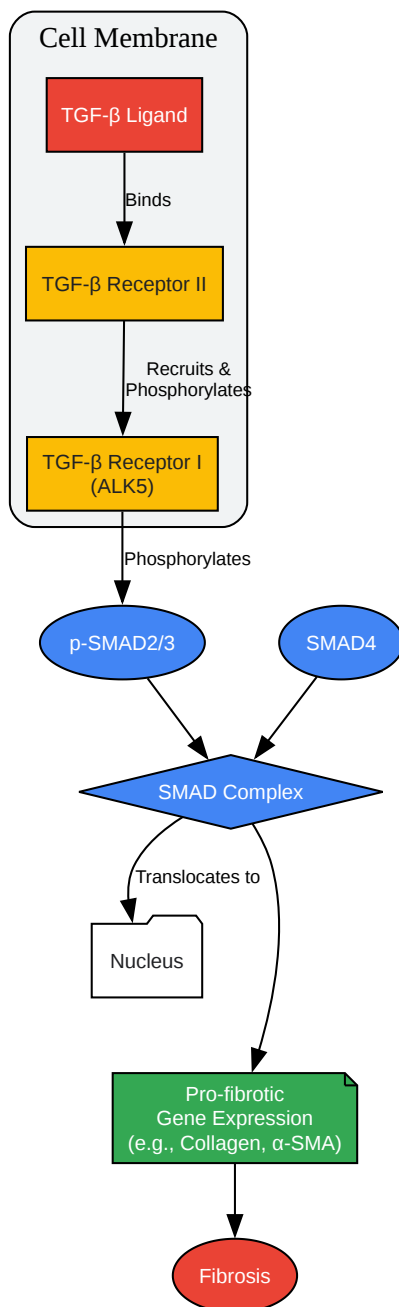 Cell Membrane
TGF-β Ligand
Binds
TGF-β Receptor II
Recruits &
Phosphorylates
TGF-β Receptor I
(ALK5)
Phosphorylates
p-SMAD2/3
SMAD4
SMAD Complex
Translocates to
Nucleus
Pro-fibrotic
Gene Expression
(e.g., Collagen, α-SMA)
Fibrosis